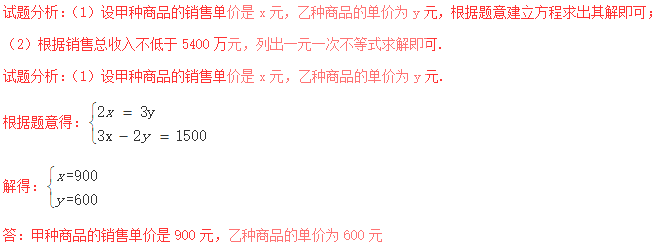 试题分析：（1）设甲种商品的销售单价是 x 元，乙种商品的单价为 y 元，根据题意建立方程求出其解即可；
（2）根据销售总收入不低于 5400 万元，列出一元一次不等式求解即可.
试题分析：（1）设甲种商品的销售单价是 x 元，乙种商品的单价为 y 元.
根据题意得：{2x = 3y
3x − 2y = 1500
解得：{x=900
y=600
答：甲种商品的销售单价是 900 元，乙种商品的单价为 600 元